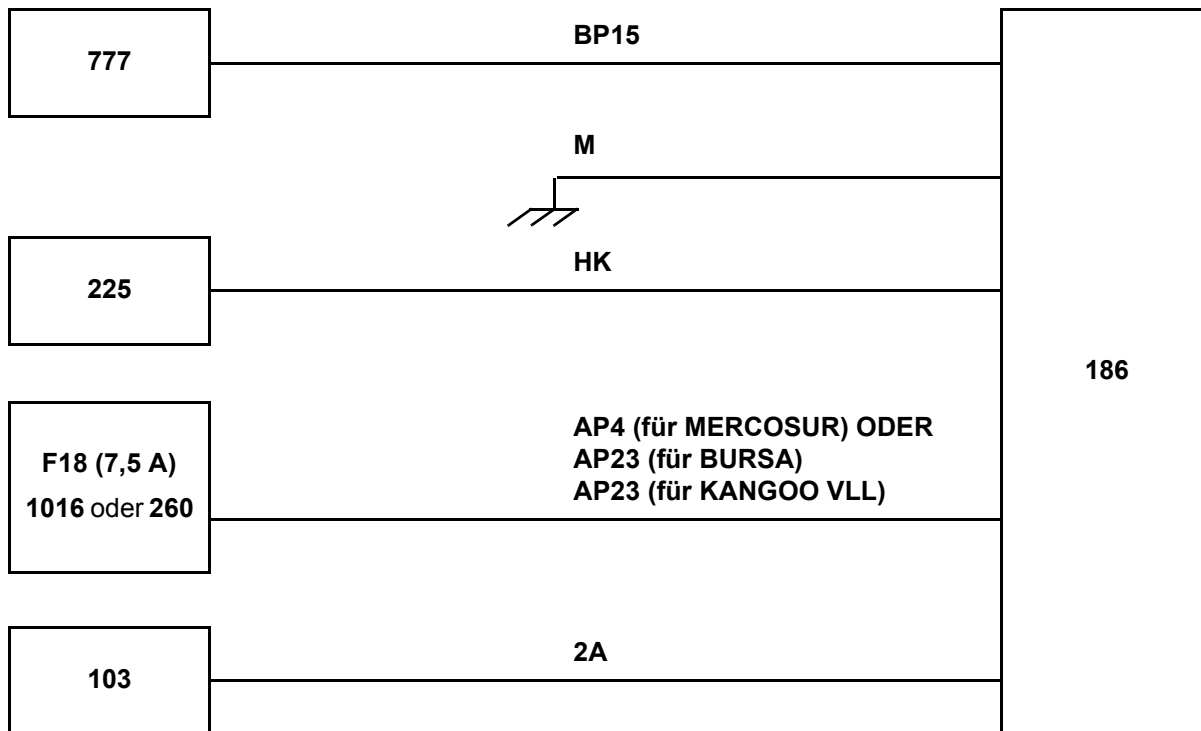 BP15
777
M
HK
225
186
AP4 (für MERCOSUR) ODER
AP23 (für BURSA)
AP23 (für KANGOO VLL)
F18 (7,5 A)
1016 oder 260
2A
103